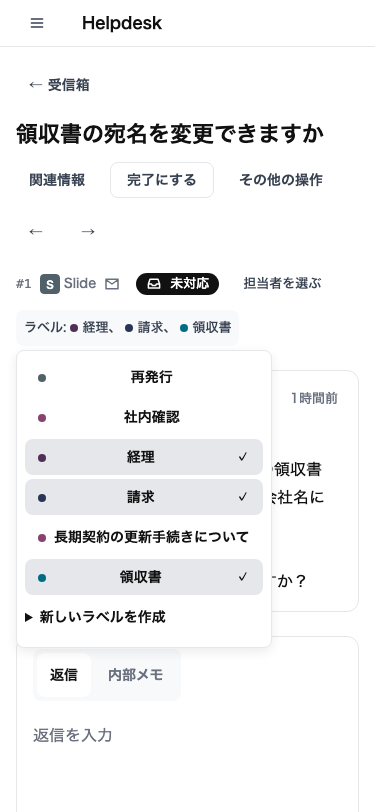 Helpdesk
← 受信箱
領収書の宛名を変更できますか
関連情報 完了にする その他の操作
← →
#1 S Slide 未対応 担当者を選ぶ
ラベル: 経理、 請求、 領収書
1時間前
再発行
社内確認
経理 ✓
領収書
請求 ✓
会社名に
長期契約の更新手続きについて
領収書 ✓
すか？
▶ 新しいラベルを作成
返信 内部メモ
返信を入力